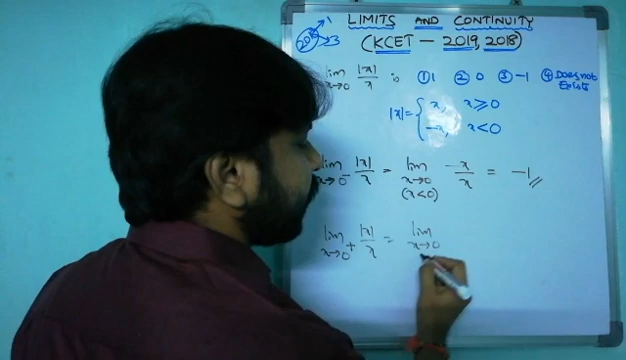 LIMITS AND CONTINUITY
(KCET – 2019, 2018)
lim x→0 |x|/x is ① 1 ② 0 ③ -1 ④ Does not Exists
|x| = { x, x ≥ 0
-x, x < 0
lim x→0⁻ |x|/x = lim x→0 (x<0) -x/x = -1
lim x→0⁺ |x|/x = lim x→0